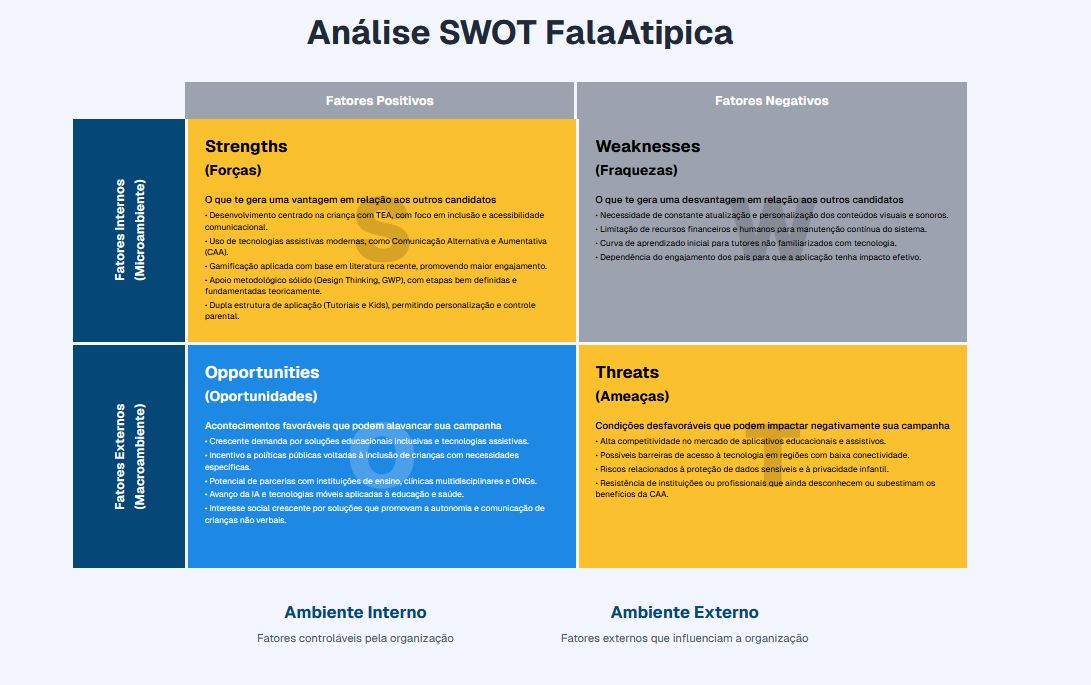 Análise SWOT FalaAtipica
Fatores Positivos
Fatores Negativos
Fatores Internos
(Microambiente)
Strengths
(Forças)
O que te gera uma vantagem em relação aos outros candidatos
• Desenvolvimento centrado na criança com TEA, com foco em inclusão e acessibilidade
comunicacional.
• Uso de tecnologias assistivas modernas, como Comunicação Alternativa e Aumentativa
(CAA).
• Gamificação aplicada com base em literatura recente, promovendo maior engajamento.
• Apoio metodológico sólido (Design Thinking, GWP), com etapas bem definidas e
fundamentadas teoricamente.
• Dupla estrutura de aplicação (Tutoriais e Kids), permitindo personalização e controle
parental.
S
Weaknesses
(Fraquezas)
O que te gera uma desvantagem em relação aos outros candidatos
• Necessidade de constante atualização e personalização dos conteúdos visuais e sonoros.
• Limitação de recursos financeiros e humanos para manutenção contínua do sistema.
• Curva de aprendizado inicial para tutores não familiarizados com tecnologia.
• Dependência do engajamento dos pais para que a aplicação tenha impacto efetivo.
W
Fatores Externos
(Macroambiente)
Opportunities
(Oportunidades)
Acontecimentos favoráveis que podem alavancar sua campanha
• Crescente demanda por soluções educacionais inclusivas e tecnologias assistivas.
• Incentivo a políticas públicas voltadas à inclusão de crianças com necessidades
específicas.
• Potencial de parcerias com instituições de ensino, clínicas multidisciplinares e ONGs.
• Avanço da IA e tecnologias móveis aplicadas à educação e saúde.
• Interesse social crescente por soluções que promovam a autonomia e comunicação de
crianças não verbais.
O
Threats
(Ameaças)
Condições desfavoráveis que podem impactar negativamente sua campanha
• Alta competitividade no mercado de aplicativos educacionais e assistivos.
• Possíveis barreiras de acesso à tecnologia em regiões com baixa conectividade.
• Riscos relacionados à proteção de dados sensíveis e à privacidade infantil.
• Resistência de instituições ou profissionais que ainda desconhecem ou subestimam os
benefícios da CAA.
T
Ambiente Interno
Fatores controláveis pela organização
Ambiente Externo
Fatores externos que influenciam a organização